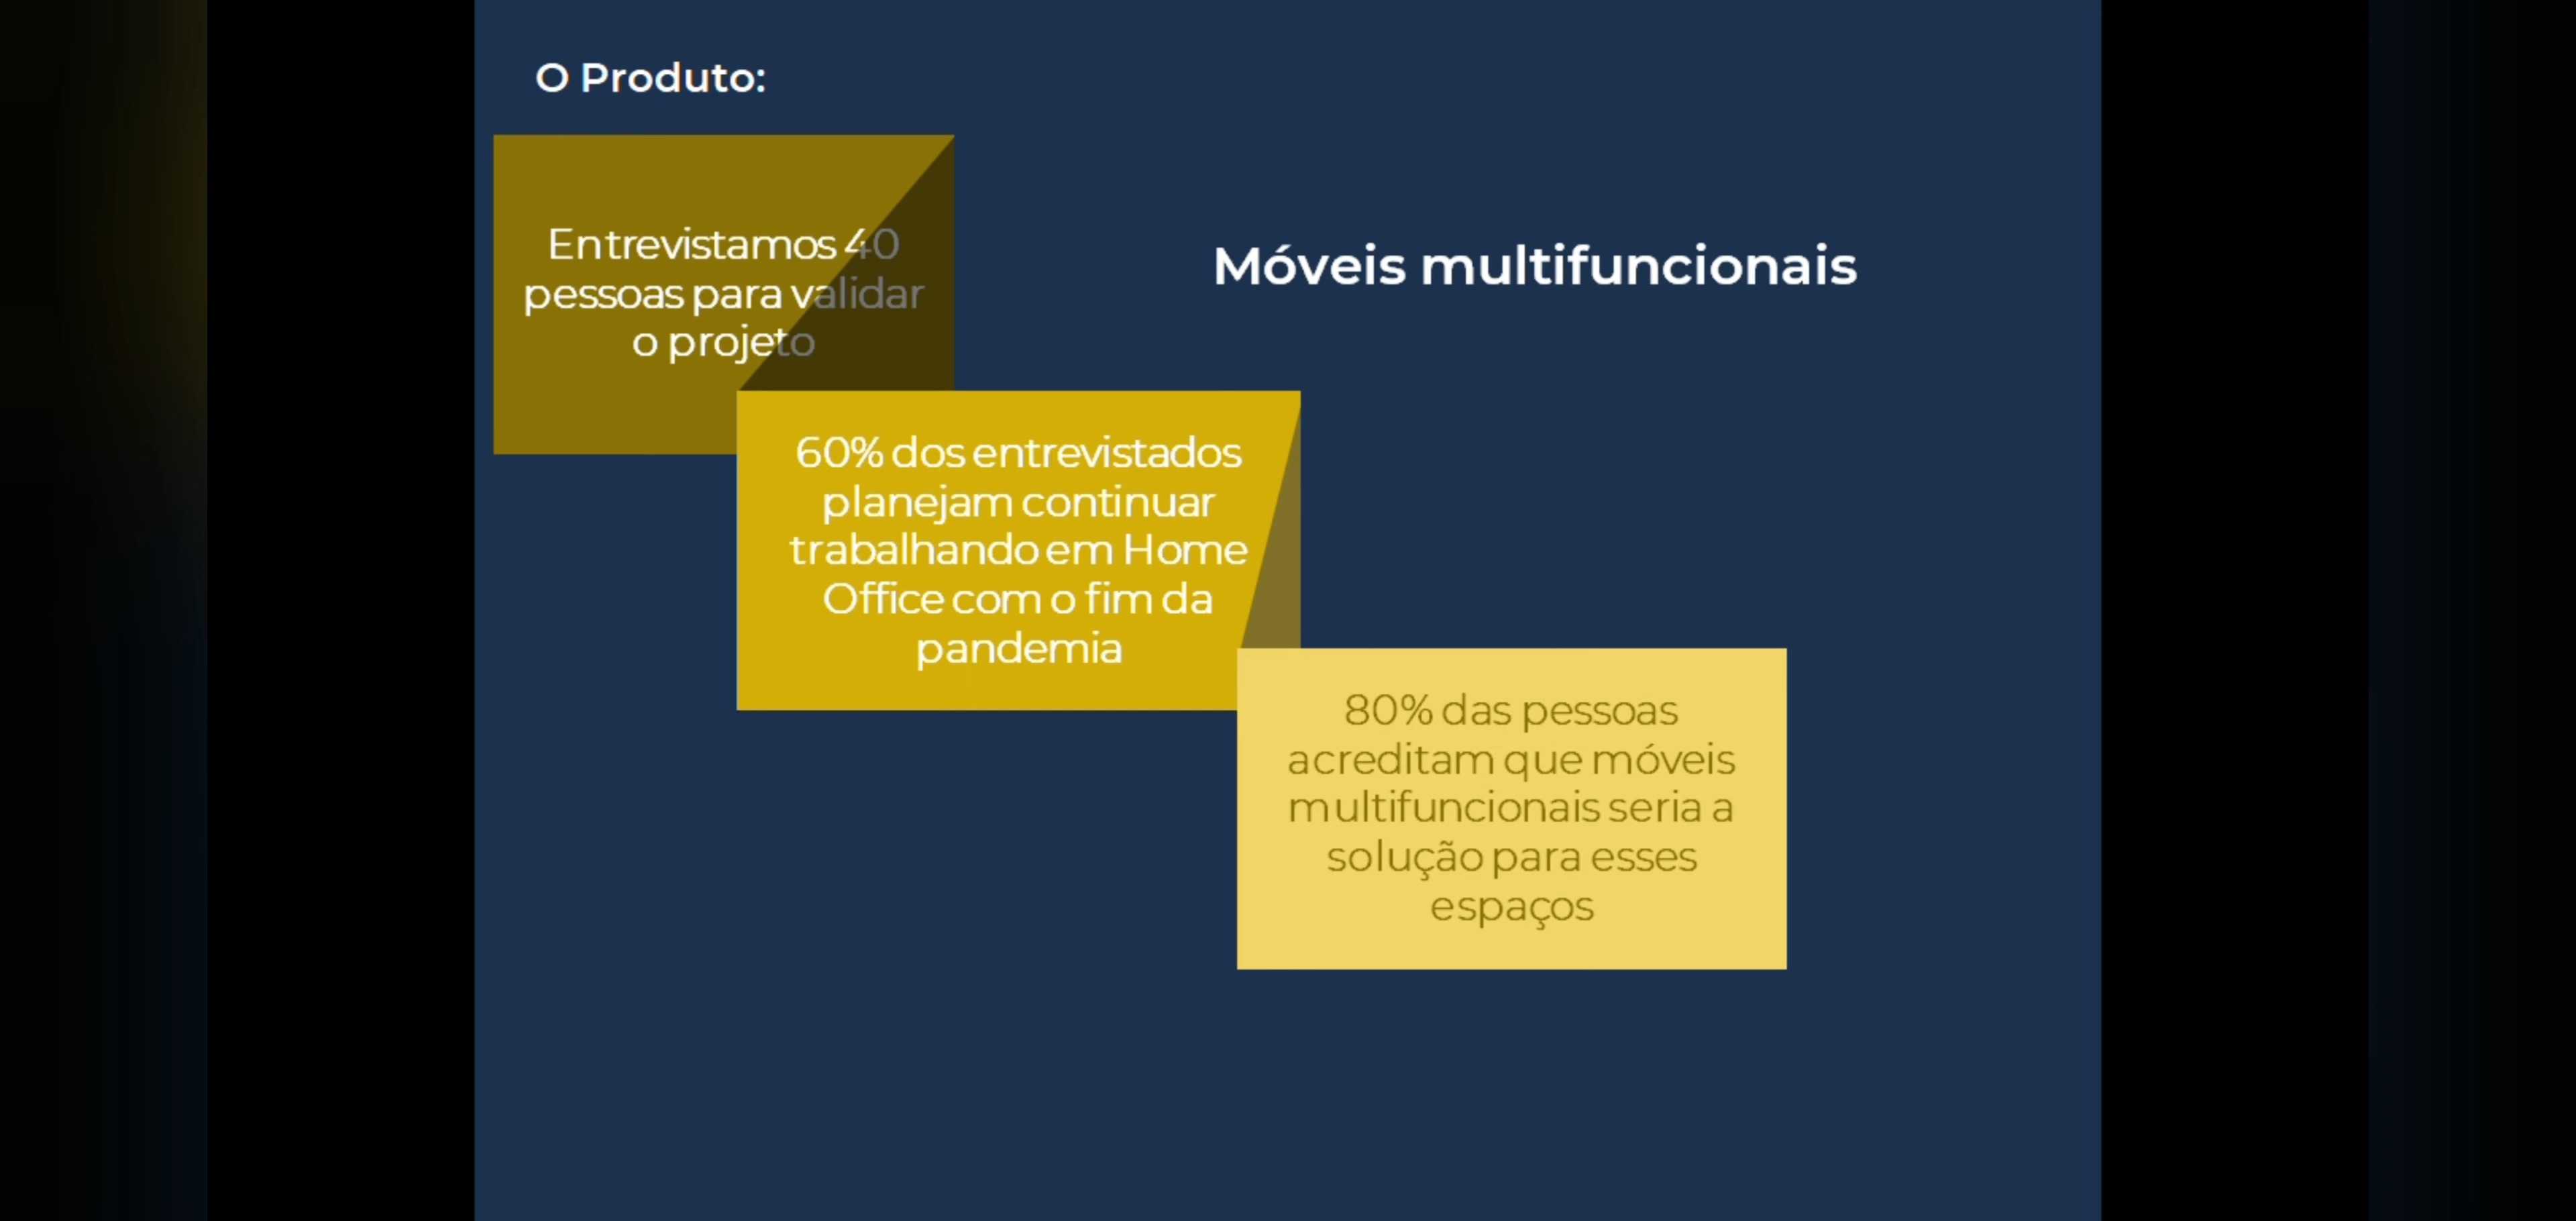 O Produto:
Entrevistamos 40
pessoas para validar
o projeto
Móveis multifuncionais
60% dos entrevistados
planejam continuar
trabalhando em Home
Office com o fim da
pandemia
80% das pessoas
acreditam que móveis
multifuncionais seria a
solução para esses
espaços